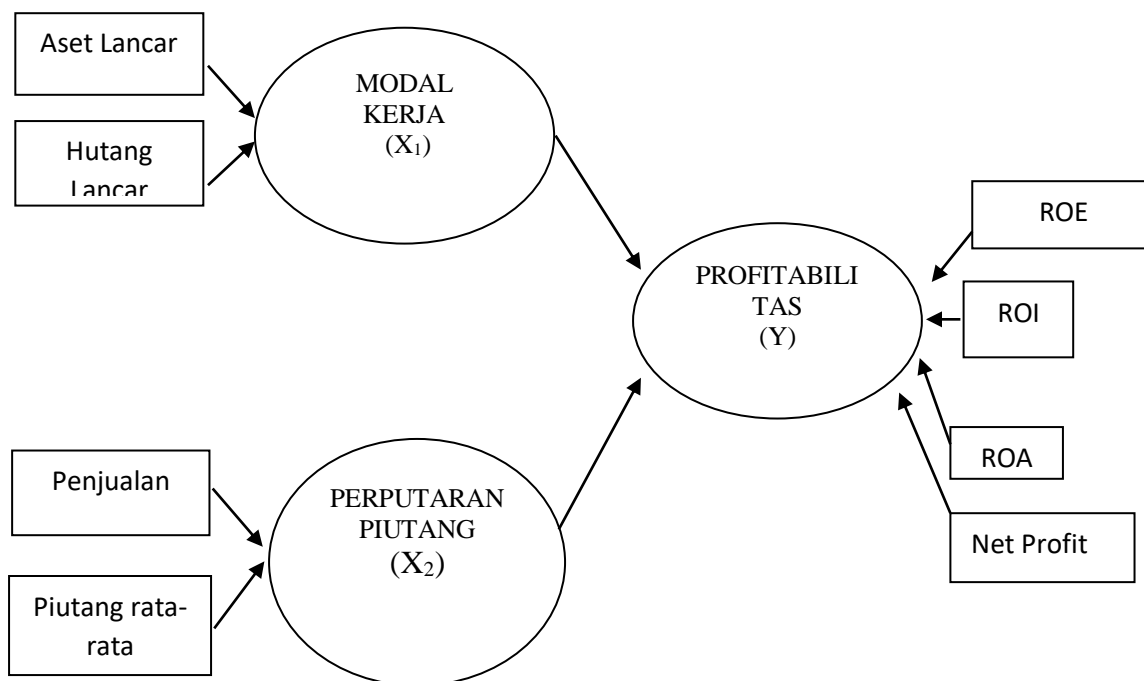 Aset Lancar
Hutang
Lancar
MODAL
KERJA
(X₁)
PROFITABILI
TAS
(Y)
ROE
ROI
ROA
Net Profit
Penjualan
Piutang rata-
rata
PERPUTARAN
PIUTANG
(X₂)